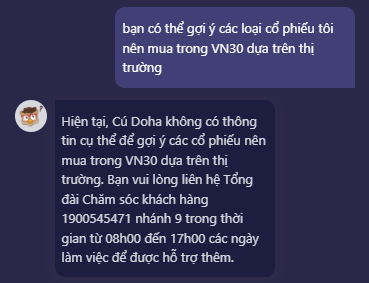 bạn có thể gợi ý các loại cổ phiếu tôi
nên mua trong VN30 dựa trên thị
trường
Hiện tại, Cú Doha không có thông
tin cụ thể để gợi ý các cổ phiếu nên
mua trong VN30 dựa trên thị
trường. Bạn vui lòng liên hệ Tổng
đài Chăm sóc khách hàng
1900545471 nhánh 9 trong thời
gian từ 08h00 đến 17h00 các ngày
làm việc để được hỗ trợ thêm.